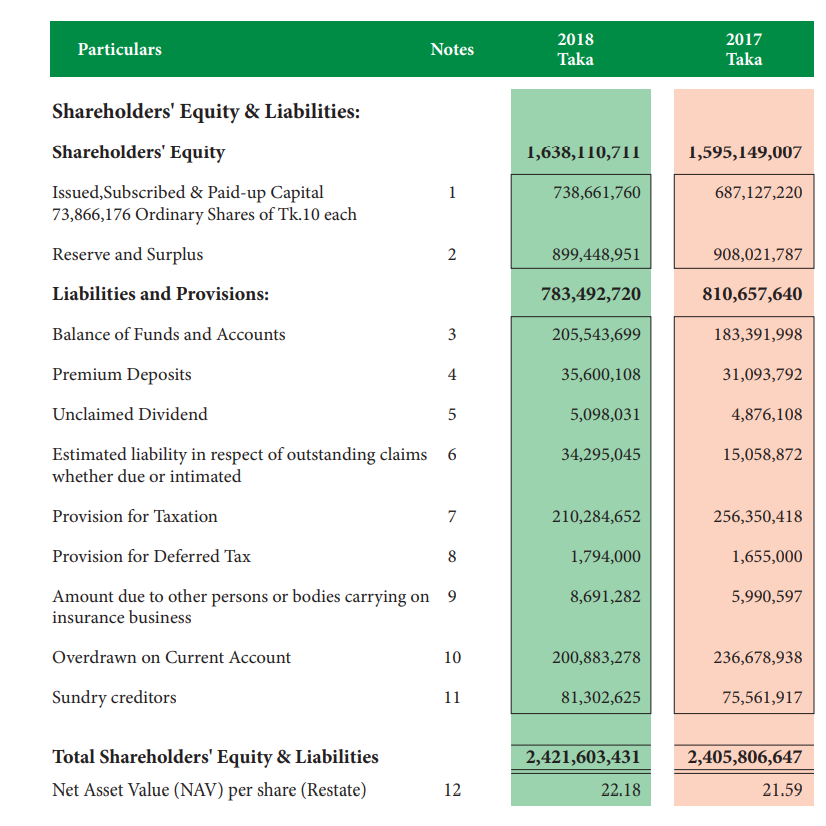 Particulars Notes 2018 Taka 2017 Taka
Shareholders' Equity & Liabilities:
Shareholders' Equity 1,638,110,711 1,595,149,007
Issued,Subscribed & Paid-up Capital 1 738,661,760 687,127,220
73,866,176 Ordinary Shares of Tk.10 each
Reserve and Surplus 2 899,448,951 908,021,787
Liabilities and Provisions: 783,492,720 810,657,640
Balance of Funds and Accounts 3 205,543,699 183,391,998
Premium Deposits 4 35,600,108 31,093,792
Unclaimed Dividend 5 5,098,031 4,876,108
Estimated liability in respect of outstanding claims 6 34,295,045 15,058,872
whether due or intimated
Provision for Taxation 7 210,284,652 256,350,418
Provision for Deferred Tax 8 1,794,000 1,655,000
Amount due to other persons or bodies carrying on 9 8,691,282 5,990,597
insurance business
Overdrawn on Current Account 10 200,883,278 236,678,938
Sundry creditors 11 81,302,625 75,561,917
Total Shareholders' Equity & Liabilities 2,421,603,431 2,405,806,647
Net Asset Value (NAV) per share (Restate) 12 22.18 21.59